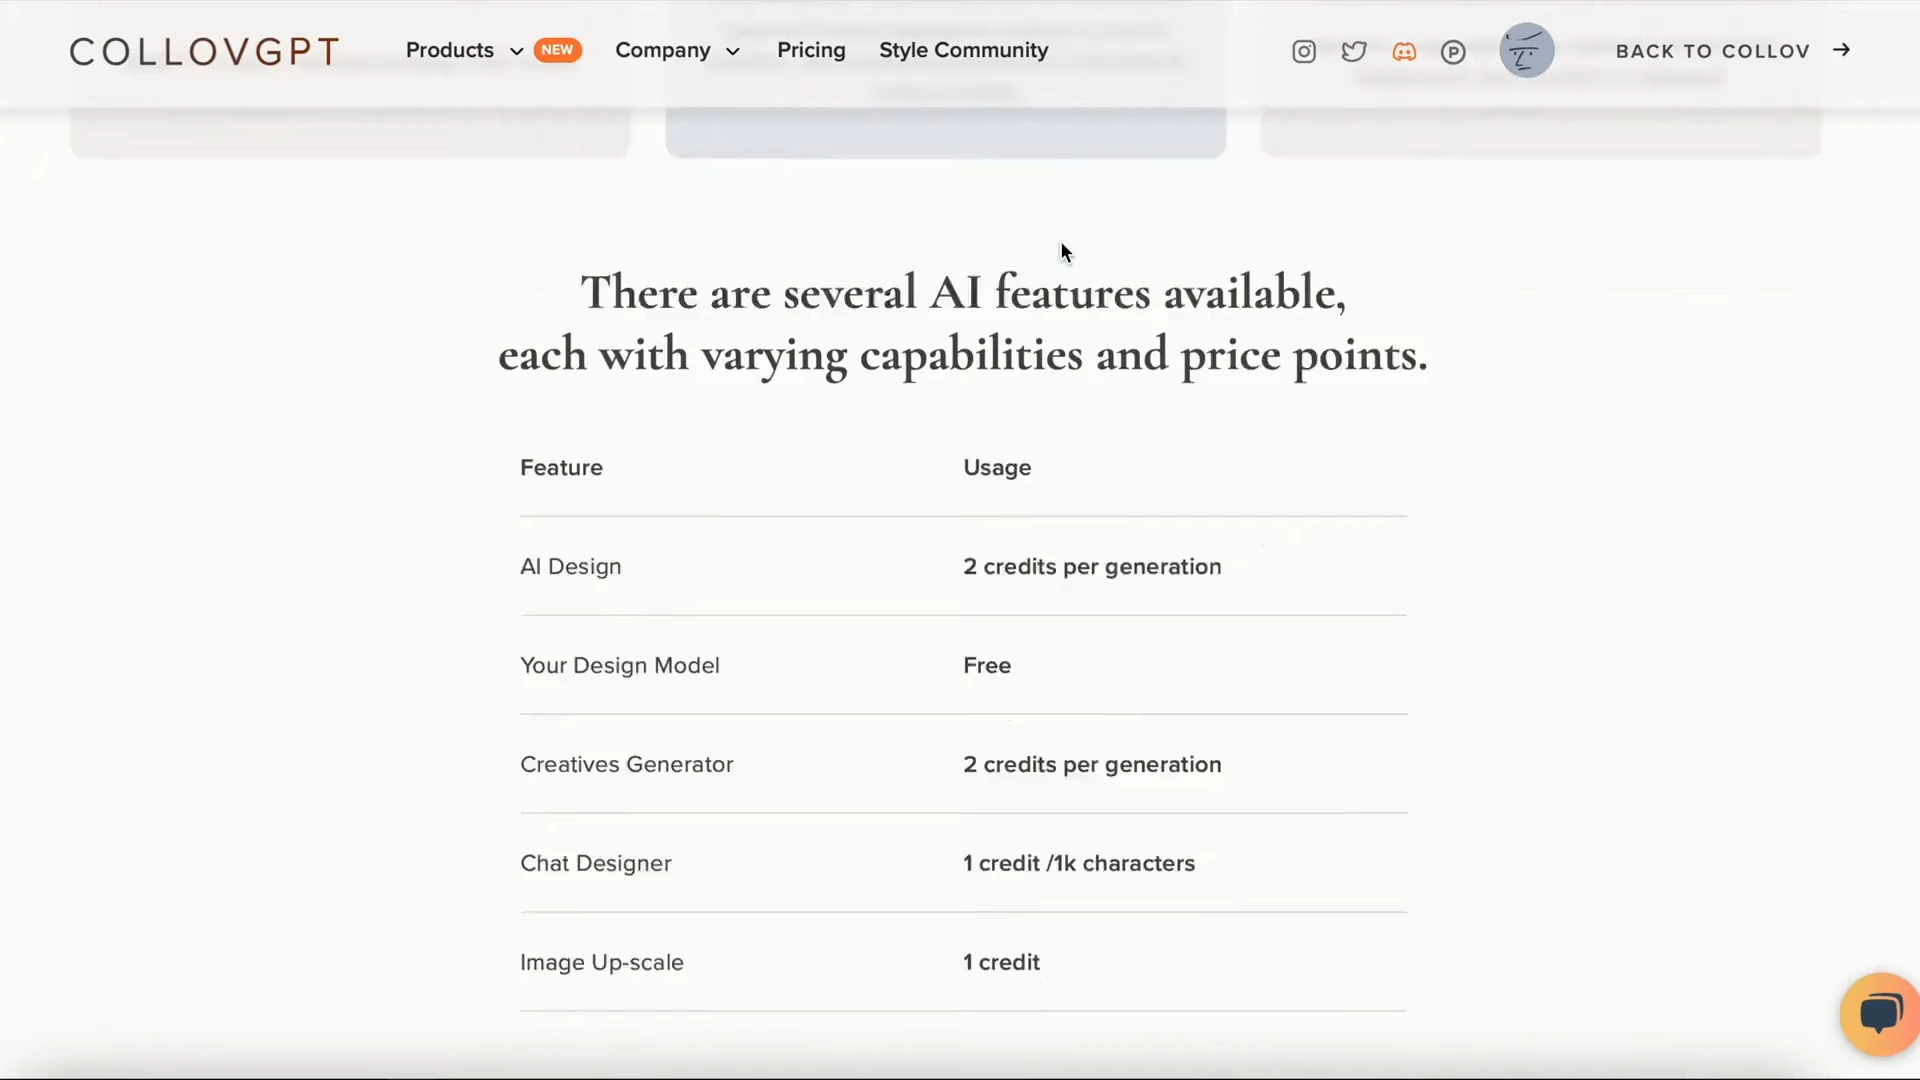 COLLOVGPT
Products NEW Company Pricing Style Community BACK TO COLLOV
There are several AI features available,
each with varying capabilities and price points.
Feature Usage
AI Design 2 credits per generation
Your Design Model Free
Creatives Generator 2 credits per generation
Chat Designer 1 credit /1k characters
Image Up-scale 1 credit